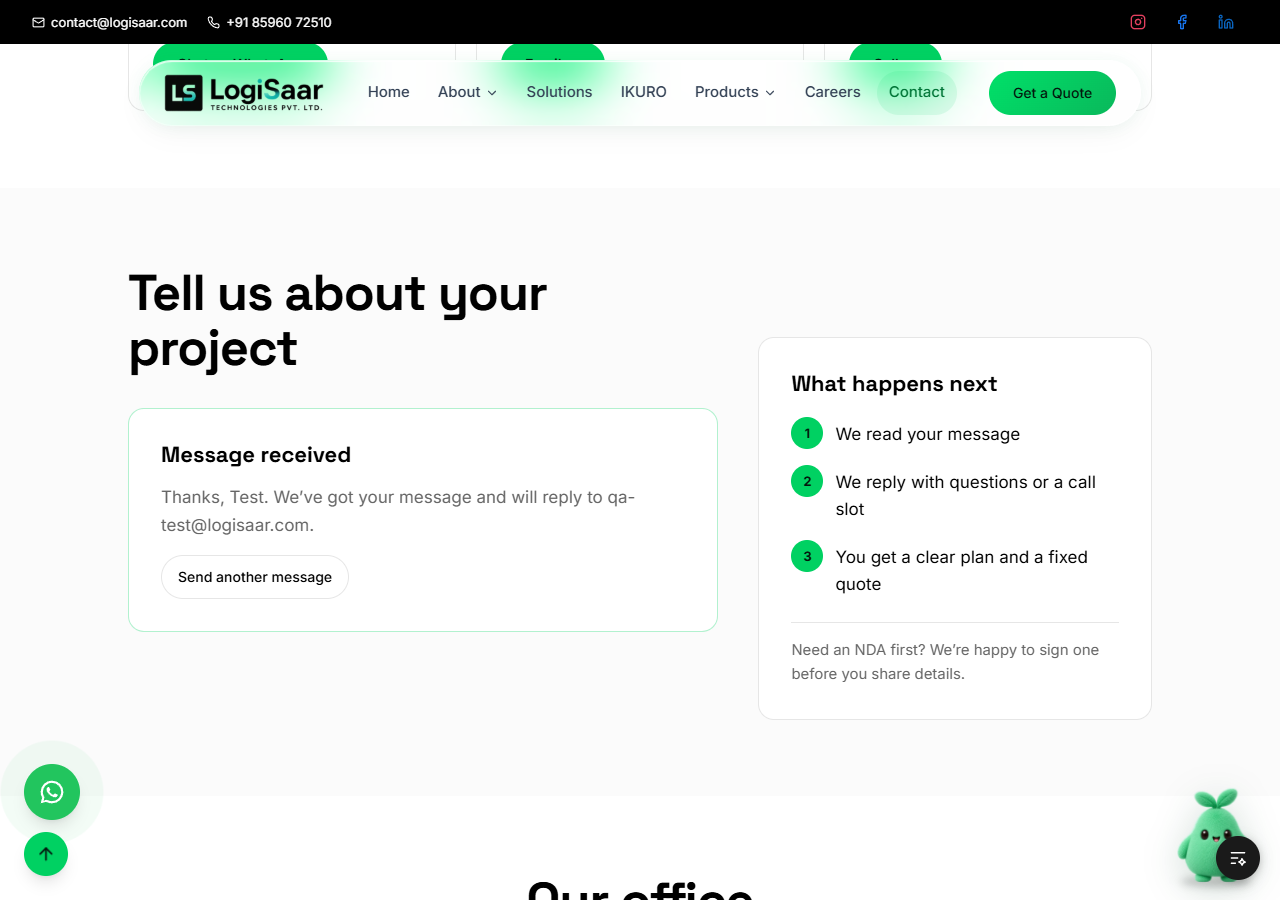 contact@logisaar.com
+91 85960 72510
LS LogiSaar
TECHNOLOGIES PVT. LTD.
Home
About
Solutions
IKURO
Products
Careers
Contact
Get a Quote
Tell us about your
project
Message received
Thanks, Test. We’ve got your message and will reply to qa-
test@logisaar.com.
Send another message
What happens next
1 We read your message
2 We reply with questions or a call
slot
3 You get a clear plan and a fixed
quote
Need an NDA first? We’re happy to sign one
before you share details.
Our office